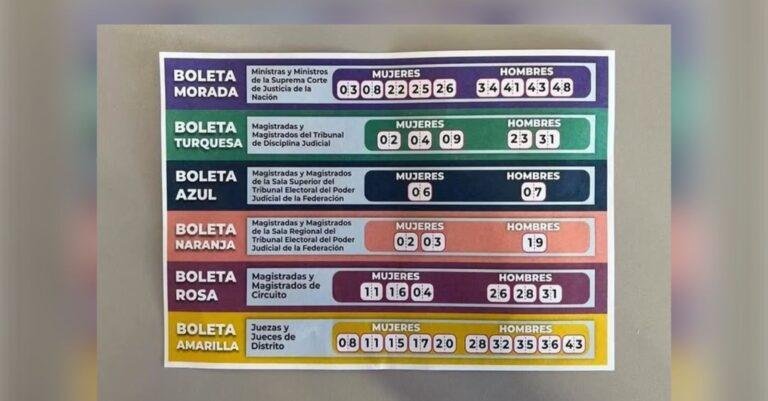 BOLETA
MORADA
Ministras y Ministros
de la Suprema Corte
de Justicia de la
Nación
MUJERES
03 08 22 25 26
HOMBRES
34 41 43 48
BOLETA
TURQUESA
Magistradas y
Magistrados del Tribunal
de Disciplina Judicial
MUJERES
02 04 09
HOMBRES
23 31
BOLETA
AZUL
Magistradas y Magistrados
de la Sala Superior del
Tribunal Electoral del Poder
Judicial de la Federación
MUJERES
06
HOMBRES
07
BOLETA
NARANJA
Magistradas y Magistrados
de la Sala Regional del
Tribunal Electoral del Poder
Judicial de la Federación
MUJERES
02 03
HOMBRES
19
BOLETA
ROSA
Magistradas y
Magistrados de
Circuito
MUJERES
11 16 04
HOMBRES
26 28 31
BOLETA
AMARILLA
Juezas y
Jueces de
Distrito
MUJERES
08 11 15 17 20
HOMBRES
28 32 35 36 43